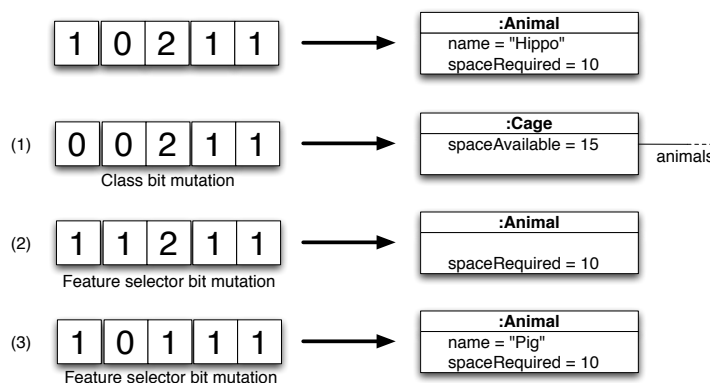 1 0 2 1 1
:Animal
name = "Hippo"
spaceRequired = 10
(1)
0 0 2 1 1
Class bit mutation
:Cage
spaceAvailable = 15
animals
(2)
1 1 2 1 1
Feature selector bit mutation
:Animal
spaceRequired = 10
(3)
1 0 1 1 1
Feature selector bit mutation
:Animal
name = "Pig"
spaceRequired = 10